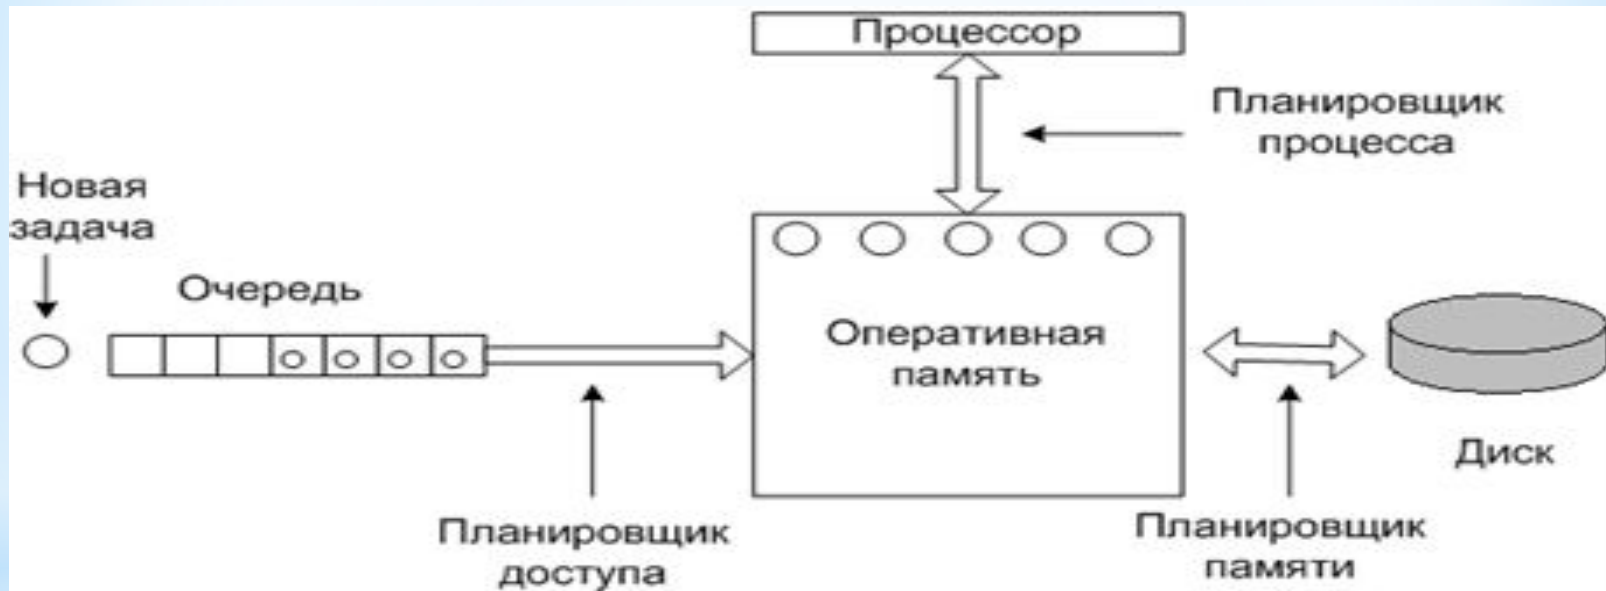 Процессор
Планировщик
процесса
Новая
задача
Очередь
Оперативная
память
Диск
Планировщик
доступа
Планировщик
памяти